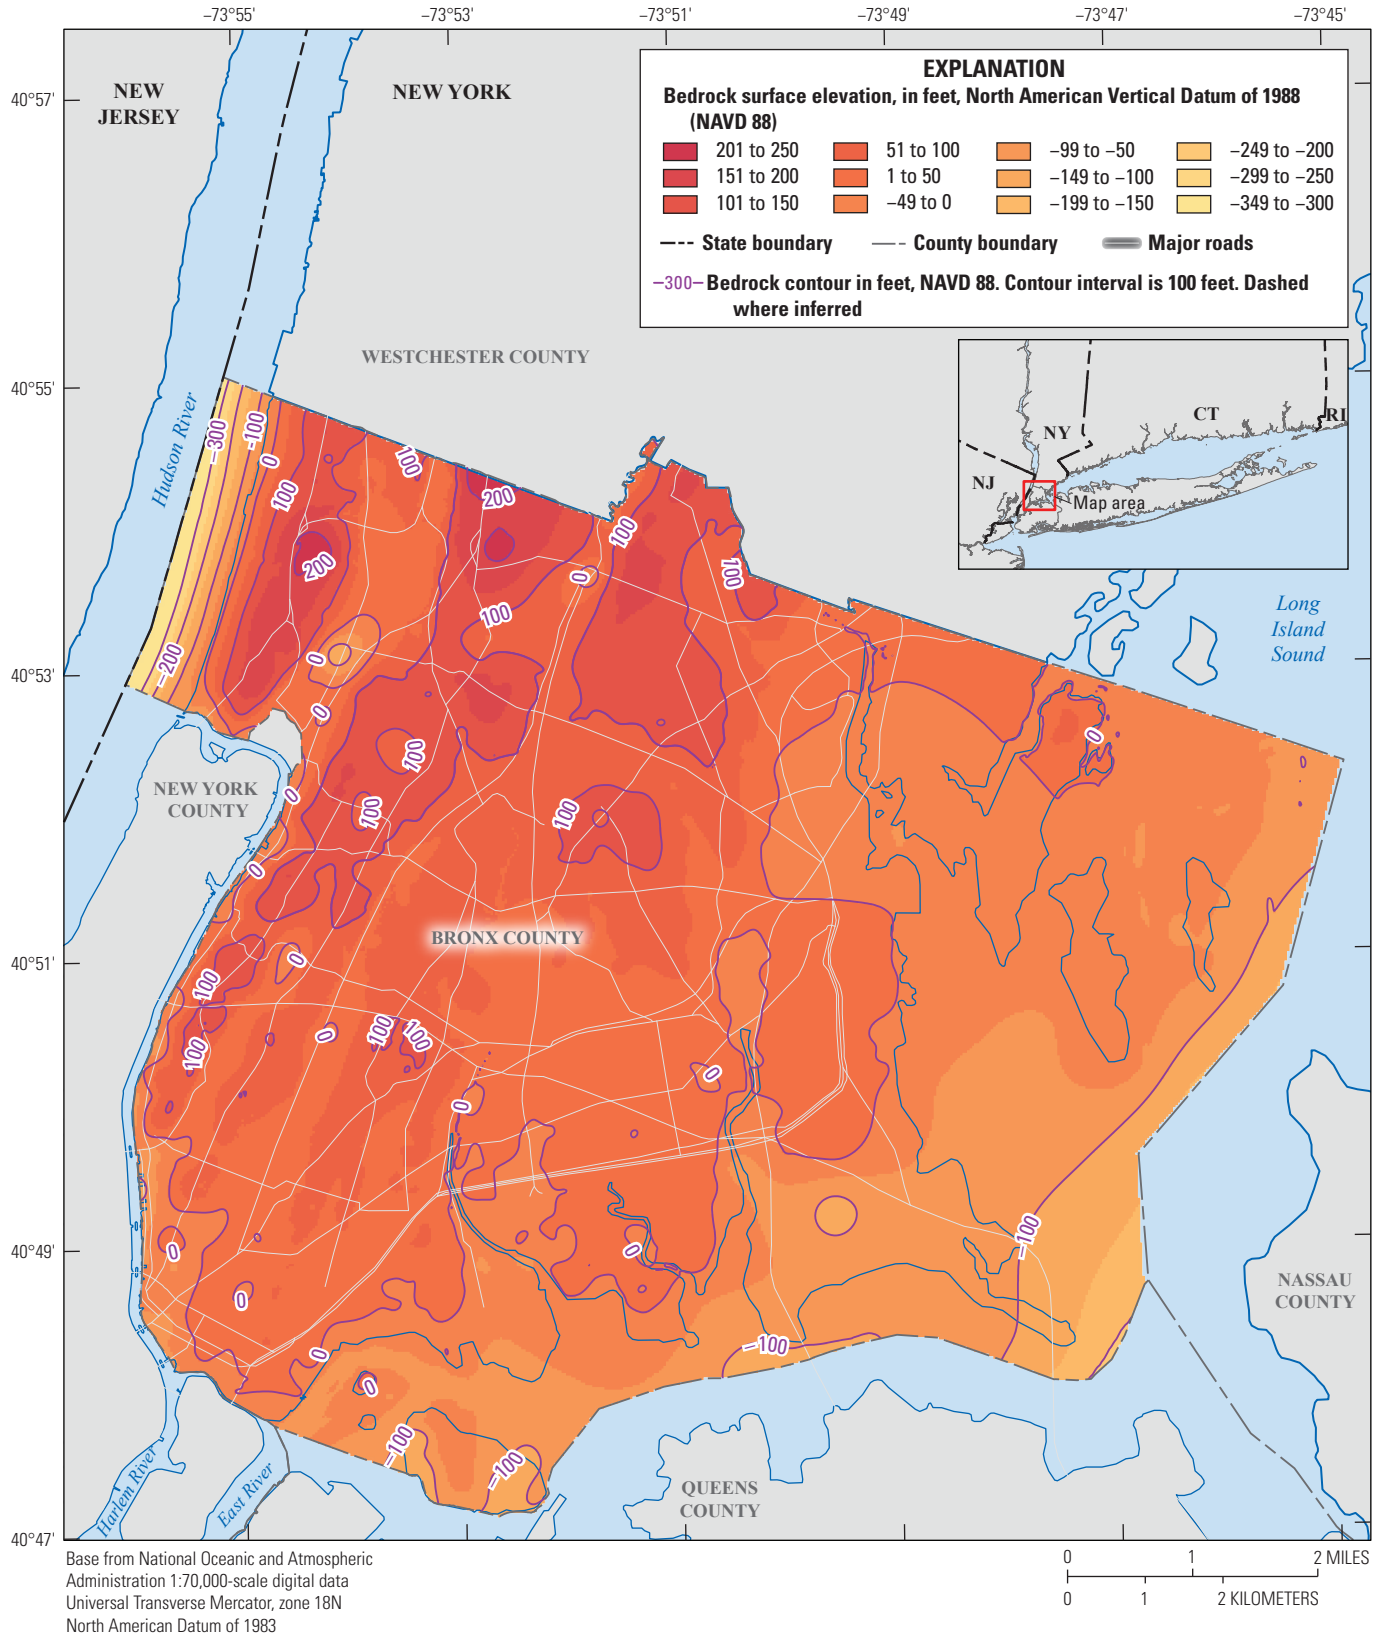 −73°55'
−73°53'
−73°51'
−73°49'
−73°47'
−73°45'
40°57'
40°55'
40°53'
40°51'
40°49'
40°47'
NEW
JERSEY
NEW YORK
EXPLANATION
Bedrock surface elevation, in feet, North American Vertical Datum of 1988
(NAVD 88)
201 to 250
151 to 200
101 to 150
51 to 100
1 to 50
−49 to 0
−99 to −50
−149 to −100
−199 to −150
−249 to −200
−299 to −250
−349 to −300
State boundary
County boundary
Major roads
−300− Bedrock contour in feet, NAVD 88. Contour interval is 100 feet. Dashed
where inferred
WESTCHESTER COUNTY
CT
RI
NY
NJ
Map area
Hudson River
Long
Island
Sound
−300
−100
0
100
100
200
200
100
0
100
100
0
−200
0
100
0
0
100
100
NEW YORK
COUNTY
0
0
BRONX COUNTY
100
0
100
0
100
100
0
0
0
0
−100
0
−100
0
0
−100
−100
NASSAU
COUNTY
QUEENS
COUNTY
Harlem River
East River
Base from National Oceanic and Atmospheric
Administration 1:70,000-scale digital data
Universal Transverse Mercator, zone 18N
North American Datum of 1983
0 1 2 MILES
0 1 2 KILOMETERS